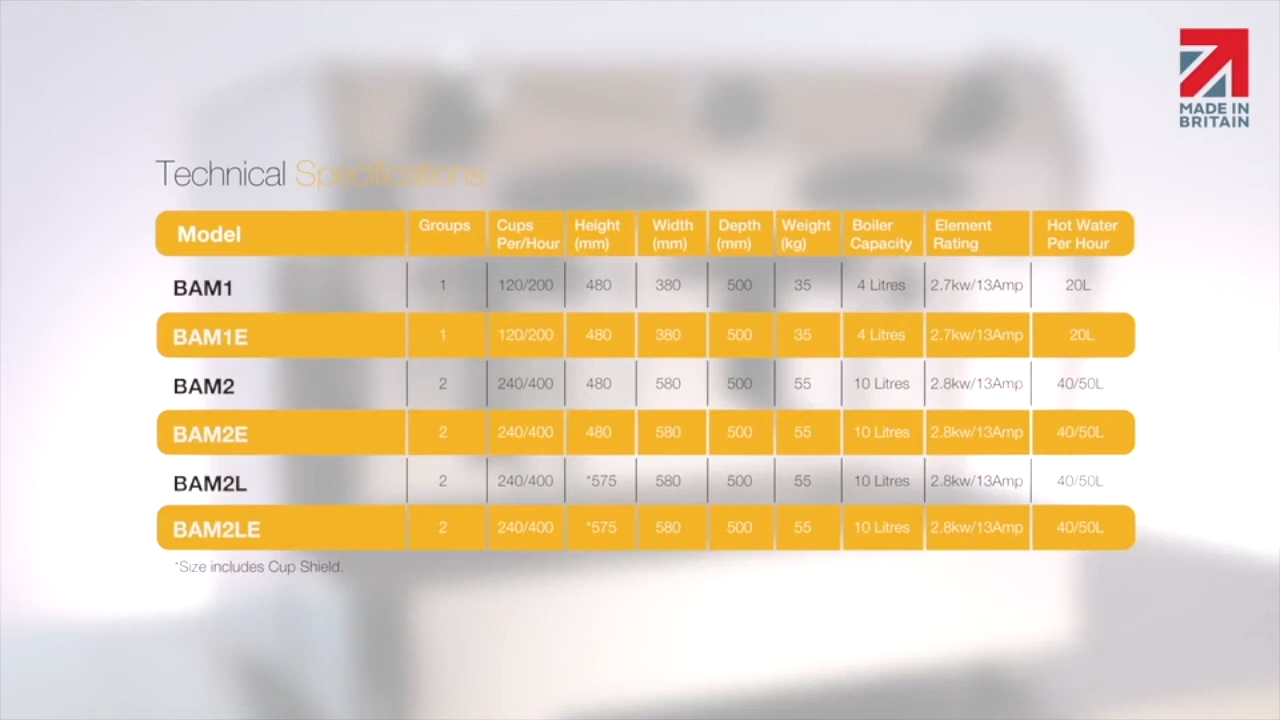 MADE IN
BRITAIN
Technical Specifications
Model Groups Cups Per/Hour Height (mm) Width (mm) Depth (mm) Weight (kg) Boiler Capacity Element Rating Hot Water Per Hour
BAM1 1 120/200 480 380 500 35 4 Litres 2.7kw/13Amp 20L
BAM1E 1 120/200 480 380 500 35 4 Litres 2.7kw/13Amp 20L
BAM2 2 240/400 480 580 500 55 10 Litres 2.8kw/13Amp 40/50L
BAM2E 2 240/400 480 580 500 55 10 Litres 2.8kw/13Amp 40/50L
BAM2L 2 240/400 *575 580 500 55 10 Litres 2.8kw/13Amp 40/50L
BAM2LE 2 240/400 *575 580 500 55 10 Litres 2.8kw/13Amp 40/50L
*Size includes Cup Shield.